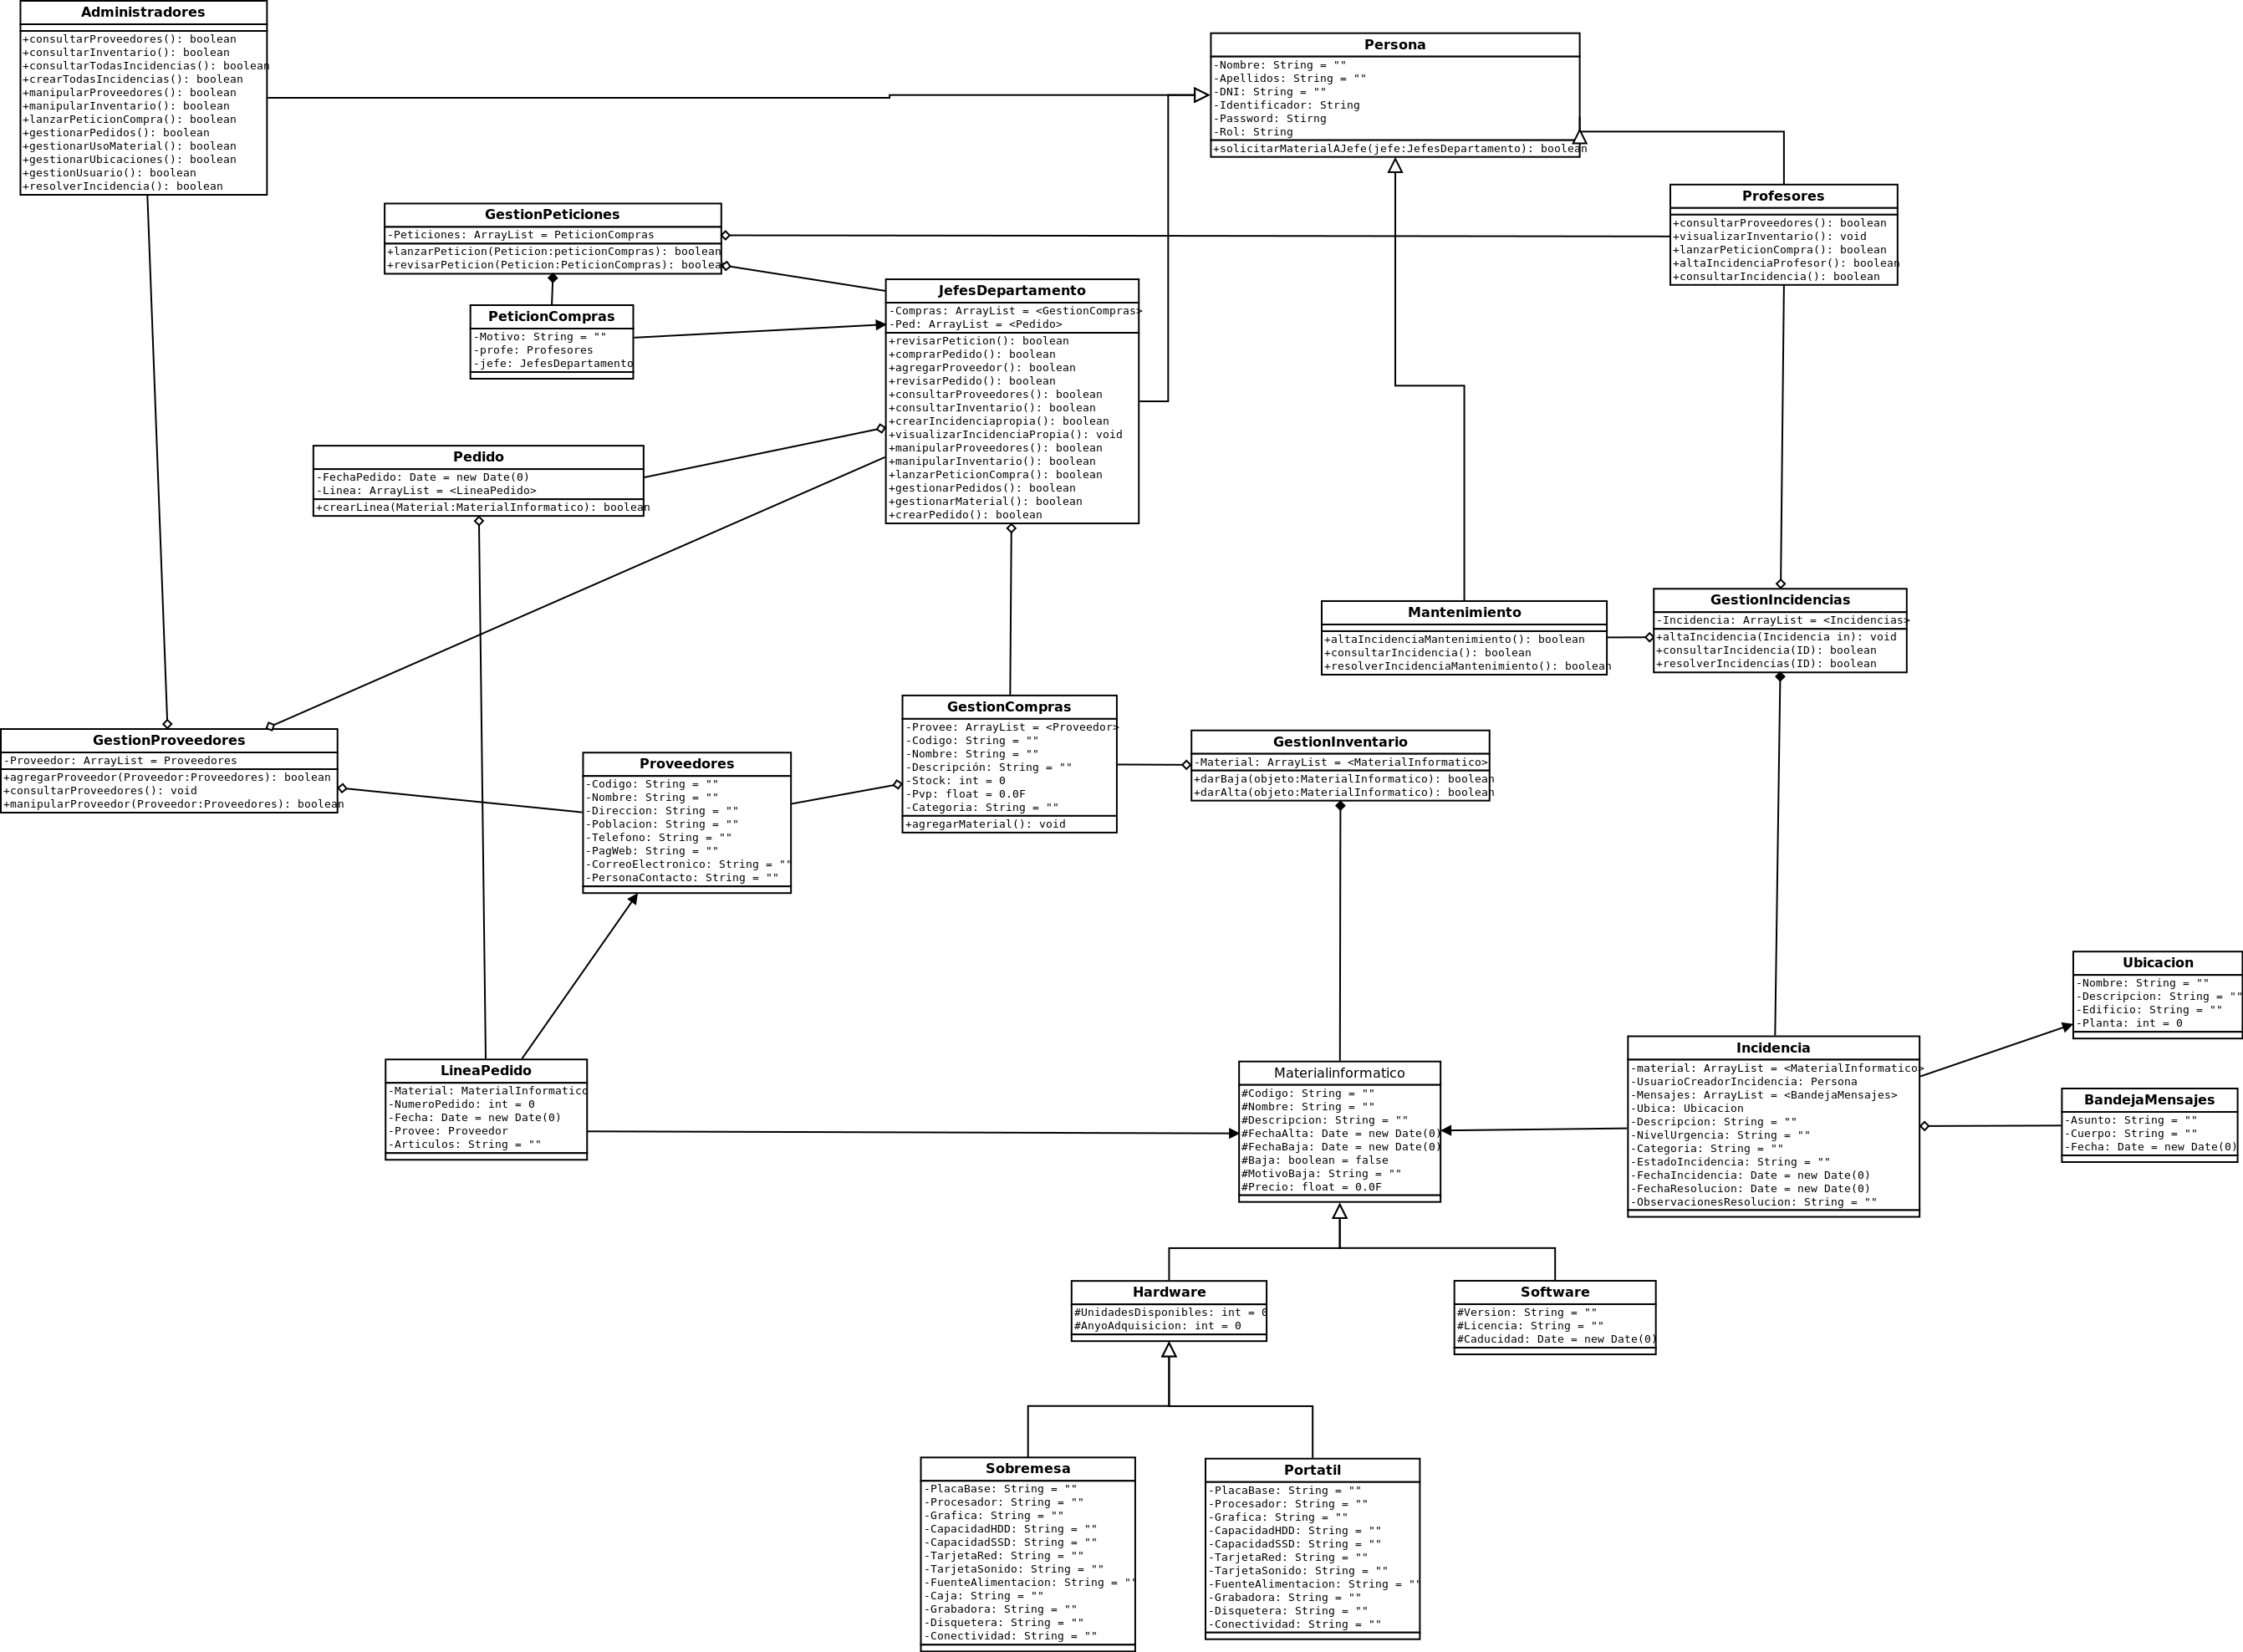 Administradores
+consultarProveedores(): boolean
+consultarInventario(): boolean
+consultarTodasIncidencias(): boolean
+crearTodasIncidencias(): boolean
+manipularProveedores(): boolean
+manipularInventario(): boolean
+lanzarPeticionCompra(): boolean
+gestionarPedidos(): boolean
+gestionarUsoMaterial(): boolean
+gestionarUbicaciones(): boolean
+gestionUsuario(): boolean
+resolverIncidencia(): boolean
Persona
-Nombre: String = ""
-Apellidos: String = ""
-DNI: String = ""
-Identificador: String
-Password: Stirng
-Rol: String
+solicitarMaterialAJefe(jefe:JefesDepartamento): boolean
Profesores
+consultarProveedores(): boolean
+visualizarInventario(): void
+lanzarPeticionCompra(): boolean
+altaIncidenciaProfesor(): boolean
+consultarIncidencia(): boolean
GestionPeticiones
-Peticiones: ArrayList = PeticionCompras
+lanzarPeticion(Peticion:peticionCompras): boolean
+revisarPeticion(Peticion:PeticionCompras): boolea
PeticionCompras
-Motivo: String = ""
-profe: Profesores
-jefe: JefesDepartamento
JefesDepartamento
-Compras: ArrayList = <GestionCompras>
-Ped: ArrayList = <Pedido>
+revisarPeticion(): boolean
+comprarPedido(): boolean
+agregarProveedor(): boolean
+revisarPedido(): boolean
+consultarProveedores(): boolean
+consultarInventario(): boolean
+crearIncidenciapropia(): boolean
+visualizarIncidenciaPropia(): void
+manipularProveedores(): boolean
+manipularInventario(): boolean
+lanzarPeticionCompra(): boolean
+gestionarPedidos(): boolean
+gestionarMaterial(): boolean
+crearPedido(): boolean
Pedido
-FechaPedido: Date = new Date(0)
-Linea: ArrayList = <LineaPedido>
+crearLinea(Material:MaterialInformatico): boolean
Mantenimiento
+altaIncidenciaMantenimiento(): boolean
+consultarIncidencia(): boolean
+resolverIncidenciaMantenimiento(): boolean
GestionIncidencias
-Incidencia: ArrayList = <Incidencias>
+altaIncidencia(Incidencia in): void
+consultarIncidencia(ID): boolean
+resolverIncidencias(ID): boolean
GestionProveedores
-Proveedor: ArrayList = Proveedores
+agregarProveedor(Proveedor:Proveedores): boolean
+consultarProveedores(): void
+manipularProveedor(Proveedor:Proveedores): boolean
Proveedores
-Codigo: String = ""
-Nombre: String = ""
-Direccion: String = ""
-Poblacion: String = ""
-Telefono: String = ""
-PagWeb: String = ""
-CorreoElectronico: String = ""
-PersonaContacto: String = ""
GestionCompras
-Provee: ArrayList = <Proveedor>
-Codigo: String = ""
-Nombre: String = ""
-Descripción: String = ""
-Stock: int = 0
-Pvp: float = 0.0F
-Categoria: String = ""
+agregarMaterial(): void
GestionInventario
-Material: ArrayList = <MaterialInformatico>
+darBaja(objeto:MaterialInformatico): boolean
+darAlta(objeto:MaterialInformatico): boolean
Ubicacion
-Nombre: String = ""
-Descripcion: String = ""
-Edificio: String = ""
-Planta: int = 0
LineaPedido
-Material: MaterialInformatico
-NumeroPedido: int = 0
-Fecha: Date = new Date(0)
-Provee: Proveedor
-Articulos: String = ""
Materialinformatico
#Codigo: String = ""
#Nombre: String = ""
#Descripcion: String = ""
#FechaAlta: Date = new Date(0)
#FechaBaja: Date = new Date(0)
#Baja: boolean = false
#MotivoBaja: String = ""
#Precio: float = 0.0F
Incidencia
-material: ArrayList = <MaterialInformatico>
-UsuarioCreadorIncidencia: Persona
-Mensajes: ArrayList = <BandejaMensajes>
-Ubica: Ubicacion
-Descripcion: String = ""
-NivelUrgencia: String = ""
-Categoria: String = ""
-EstadoIncidencia: String = ""
-FechaIncidencia: Date = new Date(0)
-FechaResolucion: Date = new Date(0)
-ObservacionesResolucion: String = ""
BandejaMensajes
-Asunto: String = ""
-Cuerpo: String = ""
-Fecha: Date = new Date(0)
Hardware
#UnidadesDisponibles: int = 0
#AnyoAdquisicion: int = 0
Software
#Version: String = ""
#Licencia: String = ""
#Caducidad: Date = new Date(0)
Sobremesa
-PlacaBase: String = ""
-Procesador: String = ""
-Grafica: String = ""
-CapacidadHDD: String = ""
-CapacidadSSD: String = ""
-TarjetaRed: String = ""
-TarjetaSonido: String = ""
-FuenteAlimentacion: String = ""
-Caja: String = ""
-Grabadora: String = ""
-Disquetera: String = ""
-Conectividad: String = ""
Portatil
-PlacaBase: String = ""
-Procesador: String = ""
-Grafica: String = ""
-CapacidadHDD: String = ""
-CapacidadSSD: String = ""
-TarjetaRed: String = ""
-TarjetaSonido: String = ""
-FuenteAlimentacion: String = ""
-Grabadora: String = ""
-Disquetera: String = ""
-Conectividad: String = ""